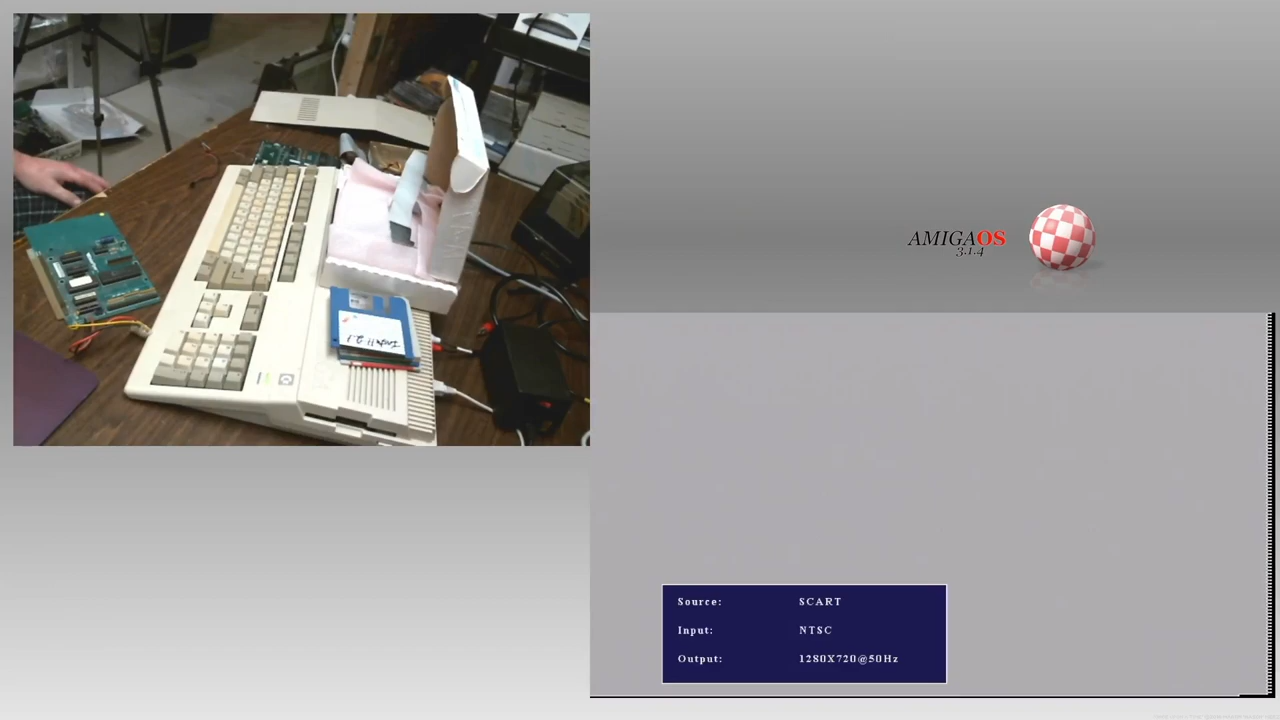 AMIGAOS
3.1.4
Source: SCART
Input: NTSC
Output: 1280X720@50Hz